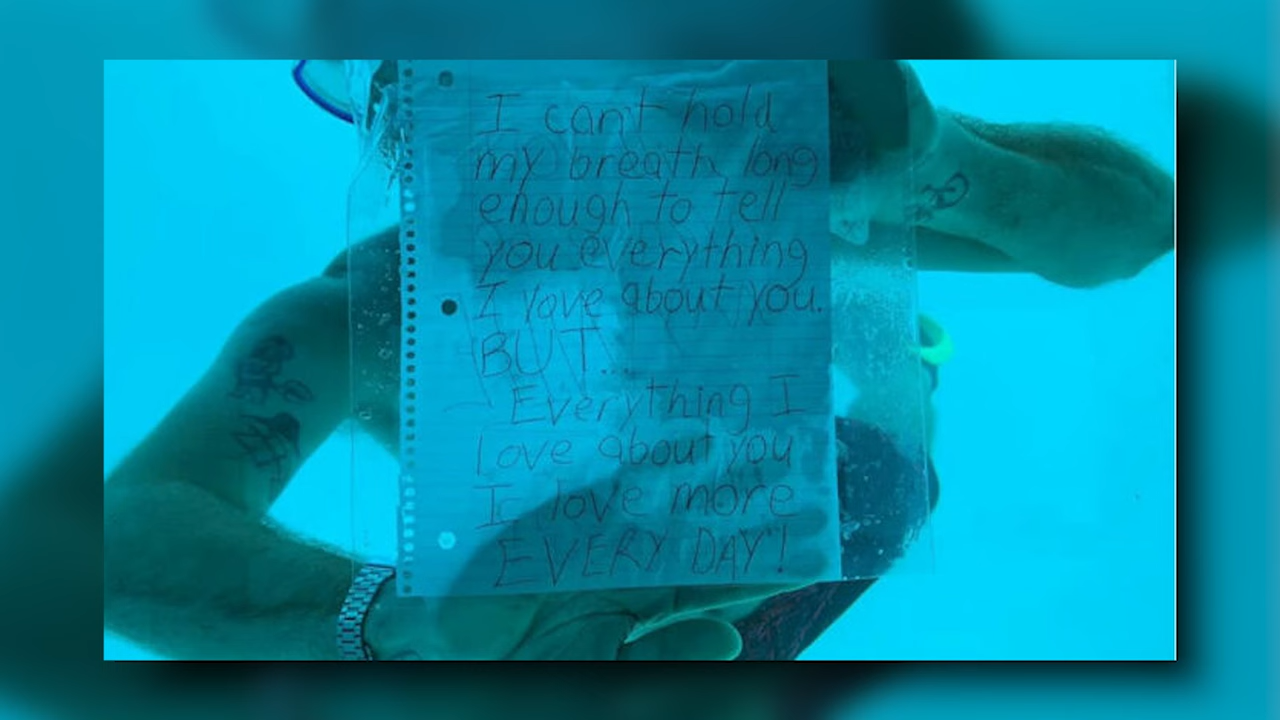 I can't hold
my breath long
enough to tell
you everything
I love about you.
BUT...
Everything I
Love about you
I love more
EVERY DAY!